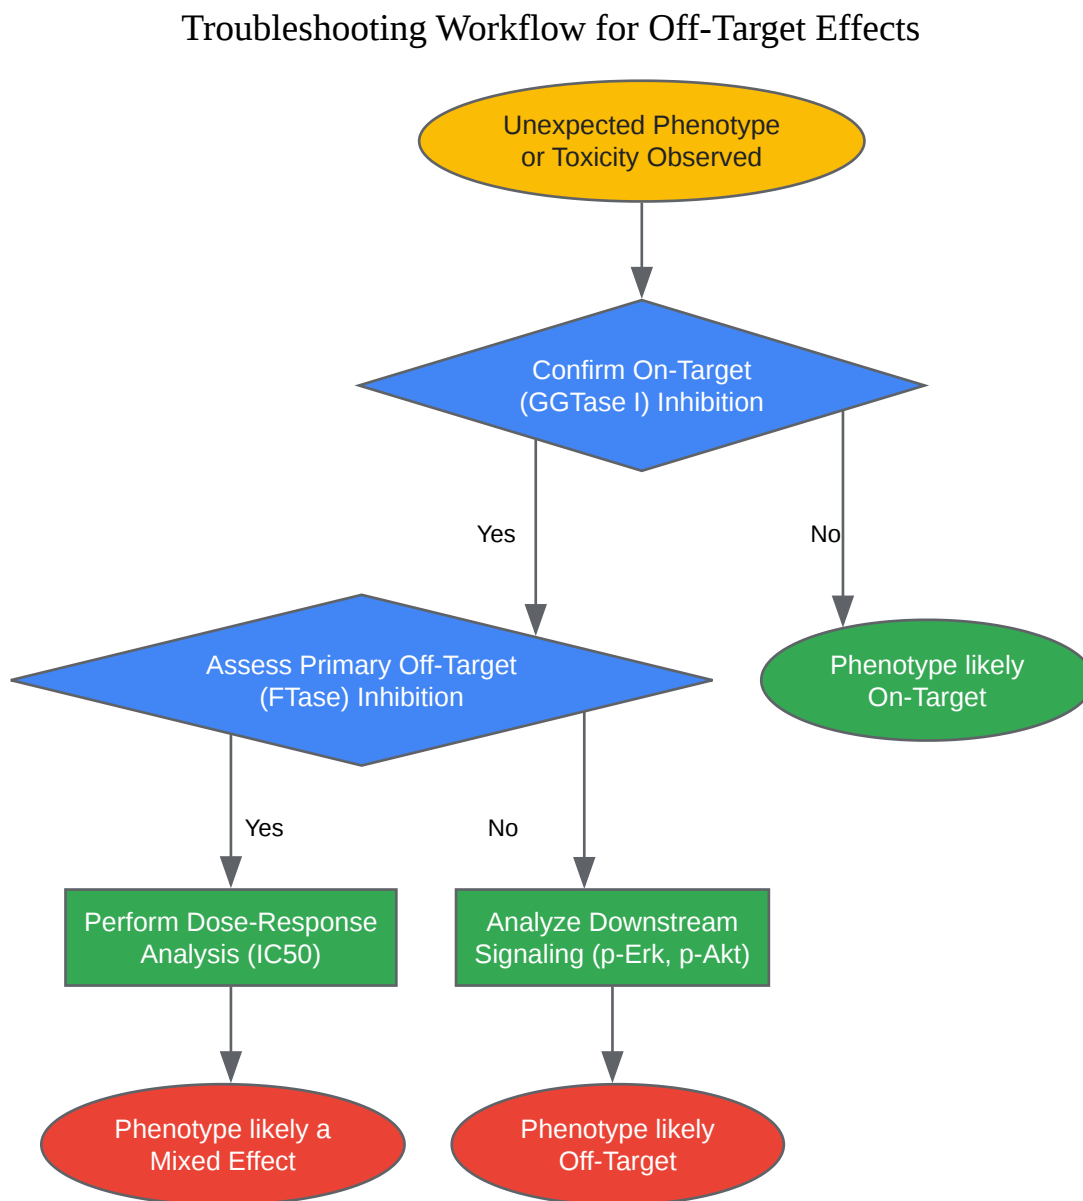 Troubleshooting Workflow for Off-Target Effects
Unexpected Phenotype
or Toxicity Observed
Confirm On-Target
(GGTase I) Inhibition
Yes
No
Assess Primary Off-Target
(FTase) Inhibition
Phenotype likely
On-Target
Yes
No
Perform Dose-Response
Analysis (IC50)
Analyze Downstream
Signaling (p-Erk, p-Akt)
Phenotype likely a
Mixed Effect
Phenotype likely
Off-Target